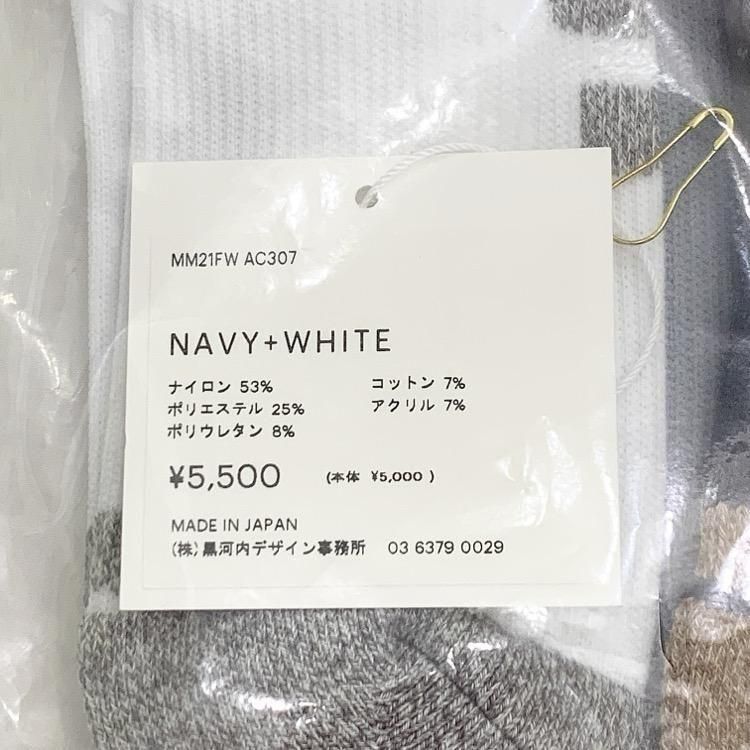 MM21FW AC307
NAVY+WHITE
ナイロン 53% コットン 7%
ポリエステル 25% アクリル 7%
ポリウレタン 8%
¥5,500 (本体 ¥5,000 )
MADE IN JAPAN
(株)黒河内デザイン事務所 03 6379 0029